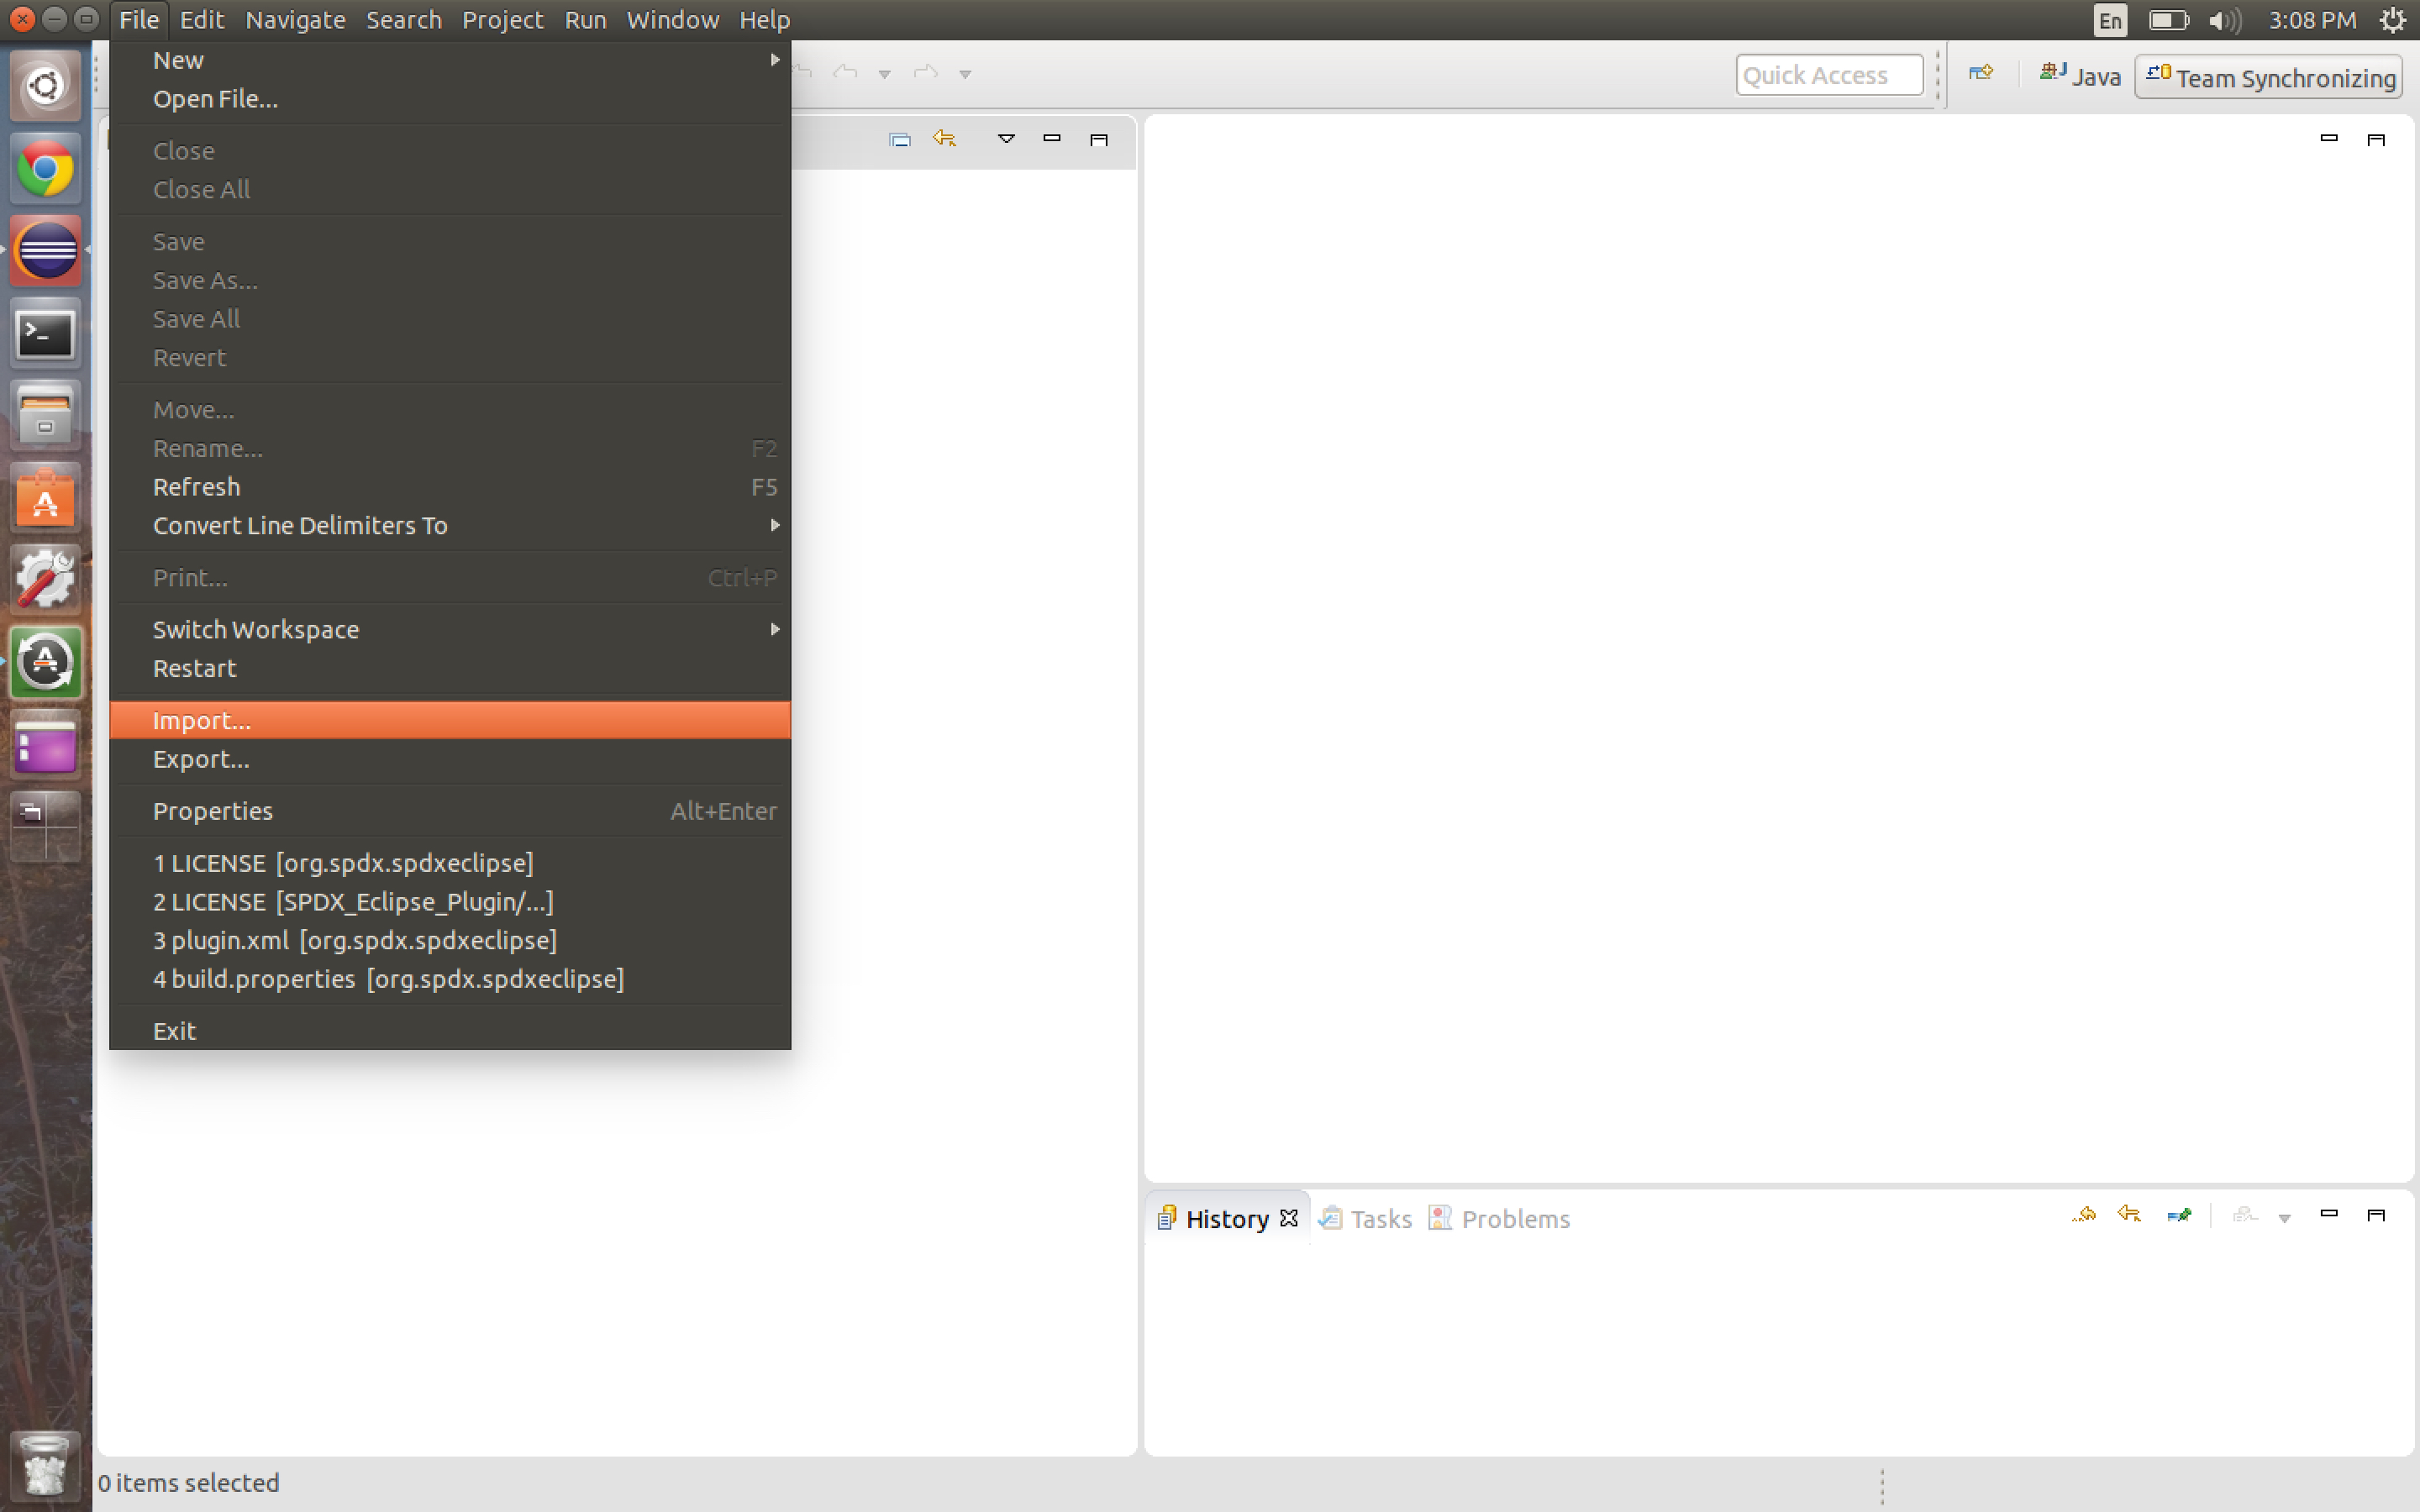 File Edit Navigate Search Project Run Window Help En 3:08 PM
New
Open File...
Quick Access Java Team Synchronizing
Close
Close All
Save
Save As...
Save All
Revert
Move...
Rename... F2
Refresh F5
Convert Line Delimiters To
Print... Ctrl+P
Switch Workspace
Restart
Import...
Export...
Properties Alt+Enter
1 LICENSE [org.spdx.spdxeclipse]
2 LICENSE [SPDX_Eclipse_Plugin/...]
3 plugin.xml [org.spdx.spdxeclipse]
4 build.properties [org.spdx.spdxeclipse]
Exit
History Tasks Problems
0 items selected